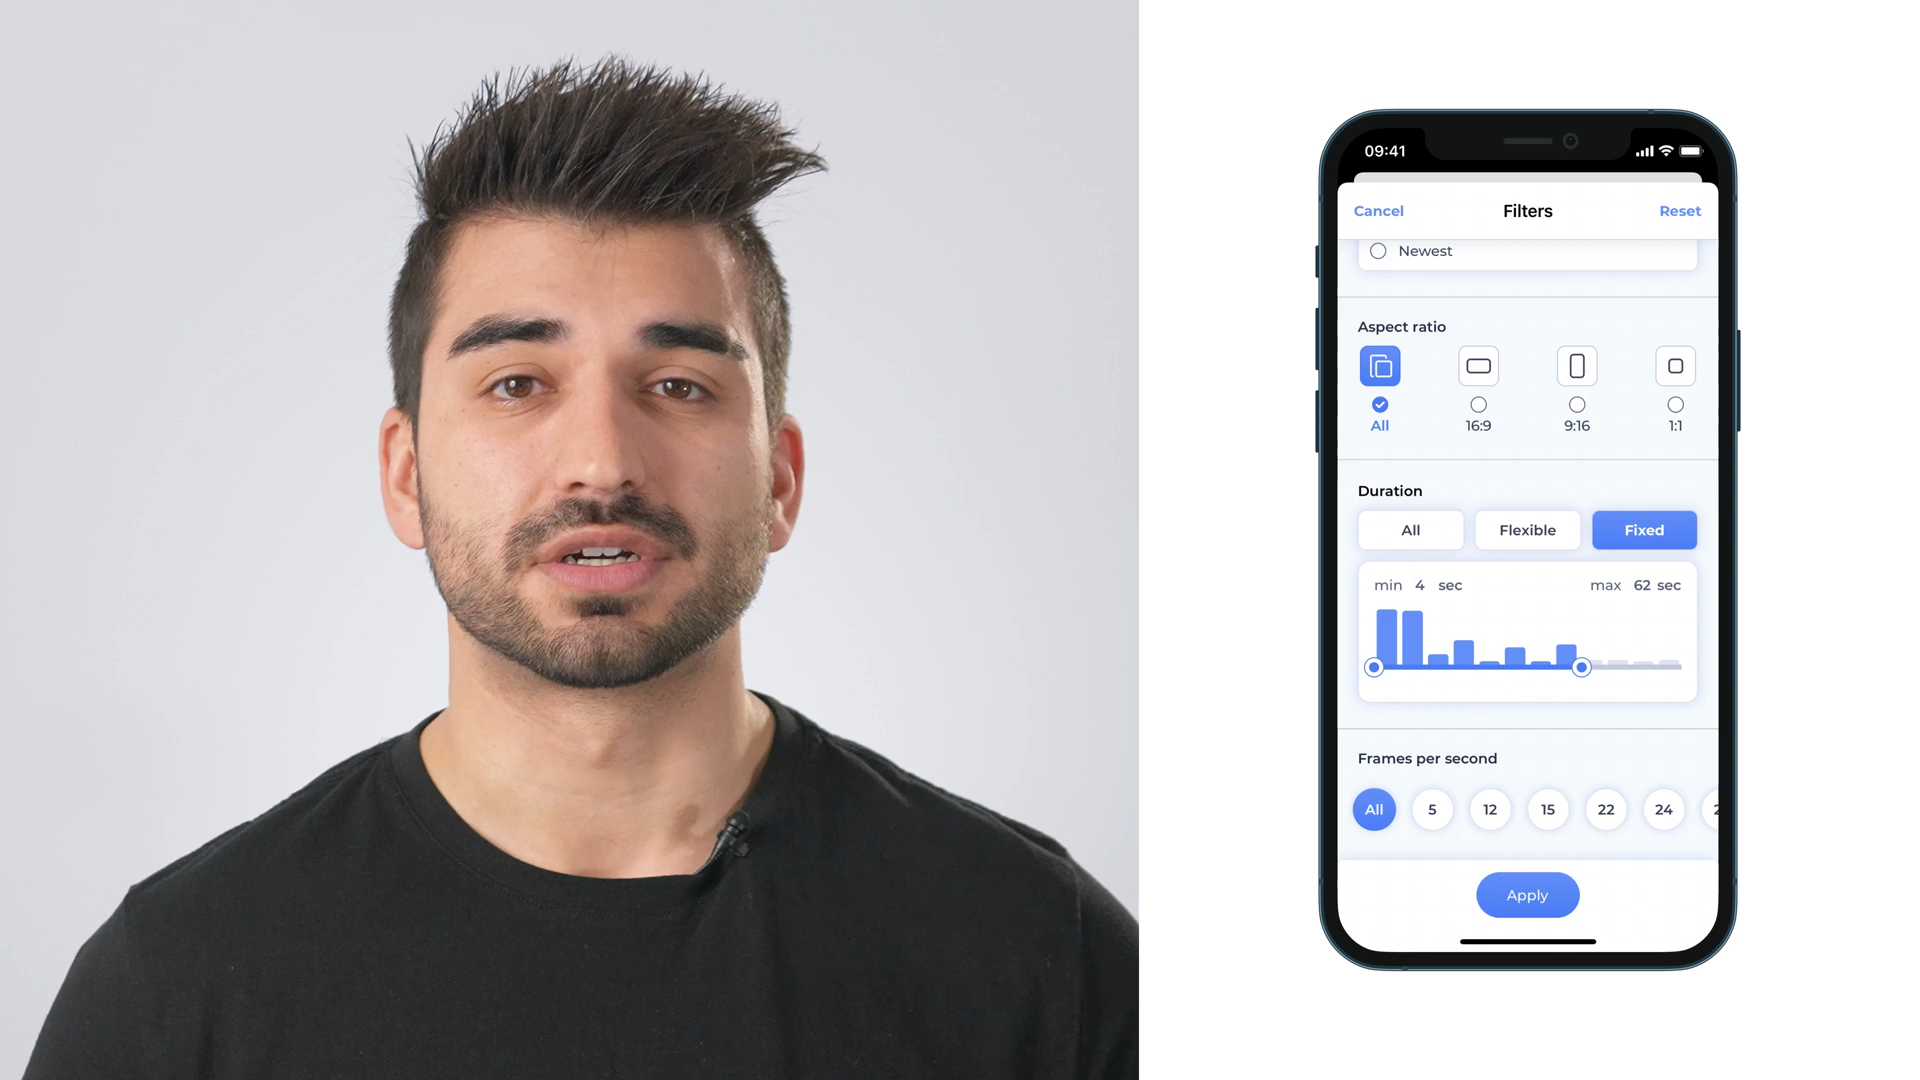 09:41
Cancel Filters Reset
Newest
Aspect ratio
All 16:9 9:16 1:1
Duration
All Flexible Fixed
min 4 sec max 62 sec
Frames per second
All 5 12 15 22 24
Apply